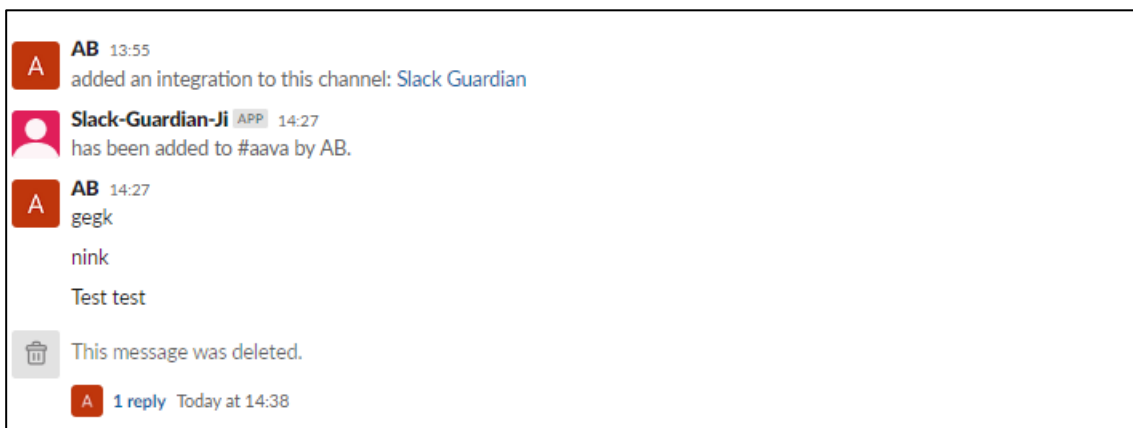 AB 13:55
A
added an integration to this channel: Slack Guardian
Slack-Guardian-Ji APP 14:27
has been added to #aava by AB.
AB 14:27
A
gegk
nink
Test test
This message was deleted.
A 1 reply Today at 14:38